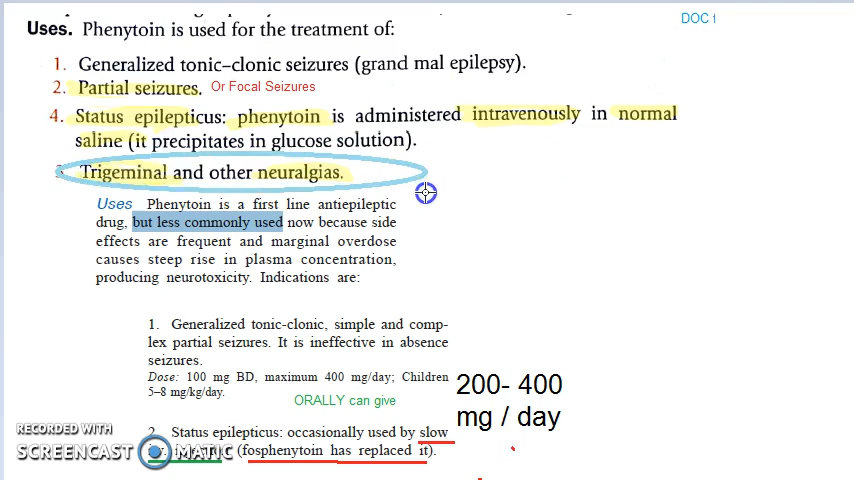 DOC 1
Uses. Phenytoin is used for the treatment of:
1. Generalized tonic–clonic seizures (grand mal epilepsy).
2. Partial seizures. Or Focal Seizures
4. Status epilepticus: phenytoin is administered intravenously in normal
saline (it precipitates in glucose solution).
Trigeminal and other neuralgias.
Uses Phenytoin is a first line antiepileptic
drug, but less commonly used now because side
effects are frequent and marginal overdose
causes steep rise in plasma concentration,
producing neurotoxicity. Indications are:
1. Generalized tonic-clonic, simple and comp-
lex partial seizures. It is ineffective in absence
seizures.
Dose: 100 mg BD, maximum 400 mg/day; Children
5–8 mg/kg/day.
ORALLY can give
200- 400
mg / day
2. Status epilepticus: occasionally used by slow
(fosphenytoin has replaced it).
RECORDED WITH
SCREENCAST MATIC